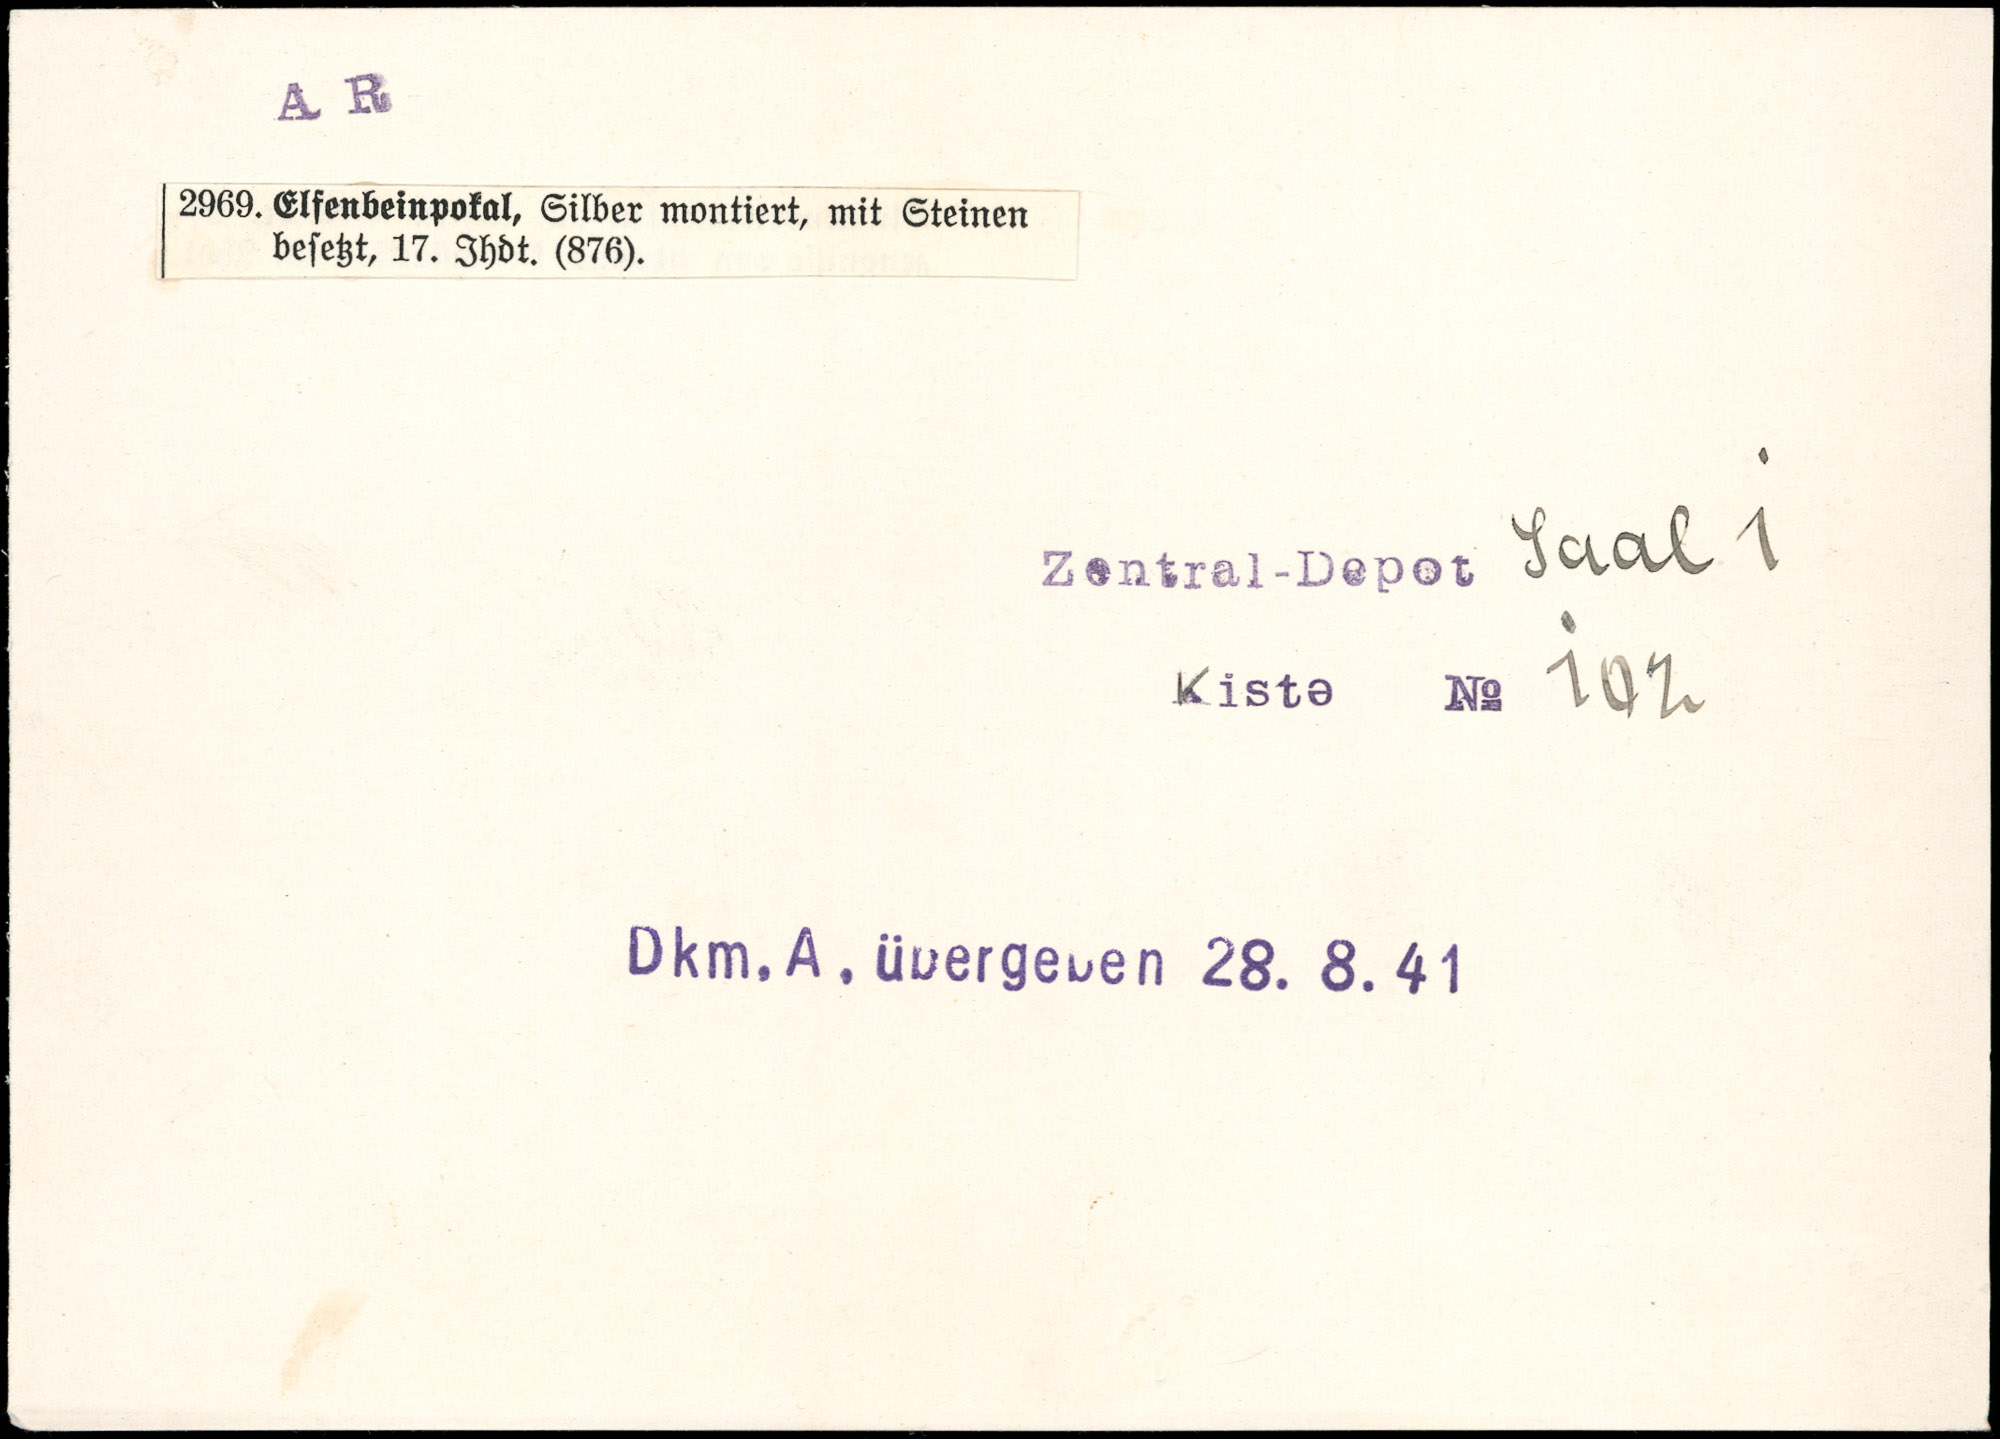 A R
2969. Elfenbeinpokal, Silber montiert, mit Steinen
besetzt, 17. Jhdt. (876).
Zentral-Depot Saal 1
Kiste № 102
Dkm. A. übergeben 28. 8. 41